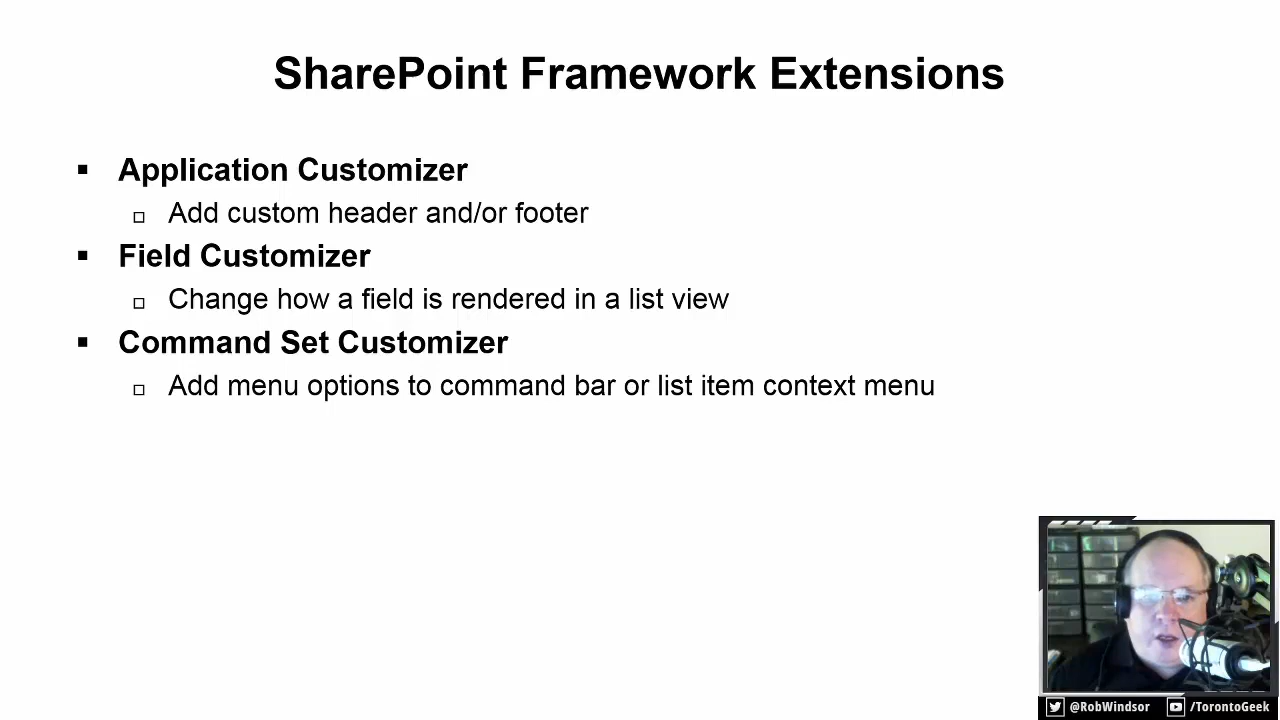 SharePoint Framework Extensions
Application Customizer
Add custom header and/or footer
Field Customizer
Change how a field is rendered in a list view
Command Set Customizer
Add menu options to command bar or list item context menu
@RobWindsor /TorontoGeek